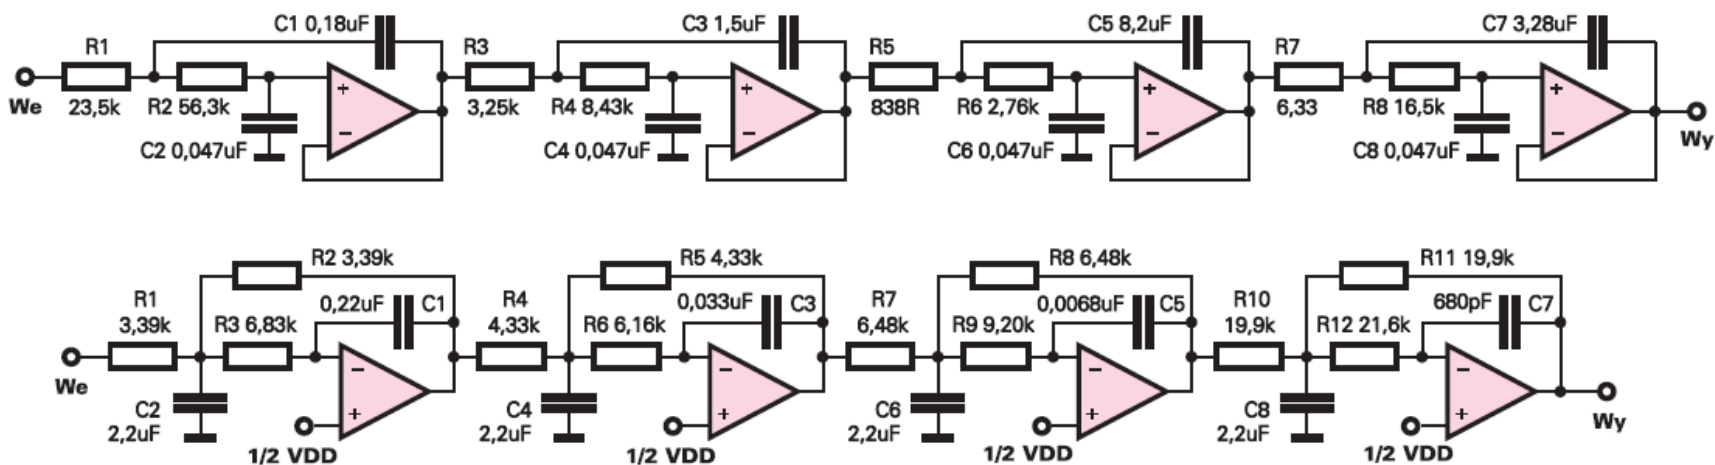 C1 0,18uF
C3 1,5uF
C5 8,2uF
C7 3,28uF
R1
R3
R5
R7
+
+
+
+
We
23,5k
R2 56,3k
3,25k
R4 8,43k
838R
R6 2,76k
6,33
R8 16,5k
−
−
−
−
C2 0,047uF
C4 0,047uF
C6 0,047uF
C8 0,047uF
Wy
R2 3,39k
R5 4,33k
R8 6,48k
R11 19,9k
R1
0,22uF
C1
R4
0,033uF
C3
R7
0,0068uF
C5
R10
680pF
C7
3,39k
R3 6,83k
4,33k
R6 6,16k
6,48k
R9 9,20k
19,9k
R12 21,6k
−
−
−
−
We
C2
+
C4
+
C6
+
C8
+
Wy
2,2uF
2,2uF
2,2uF
2,2uF
1/2 VDD
1/2 VDD
1/2 VDD
1/2 VDD